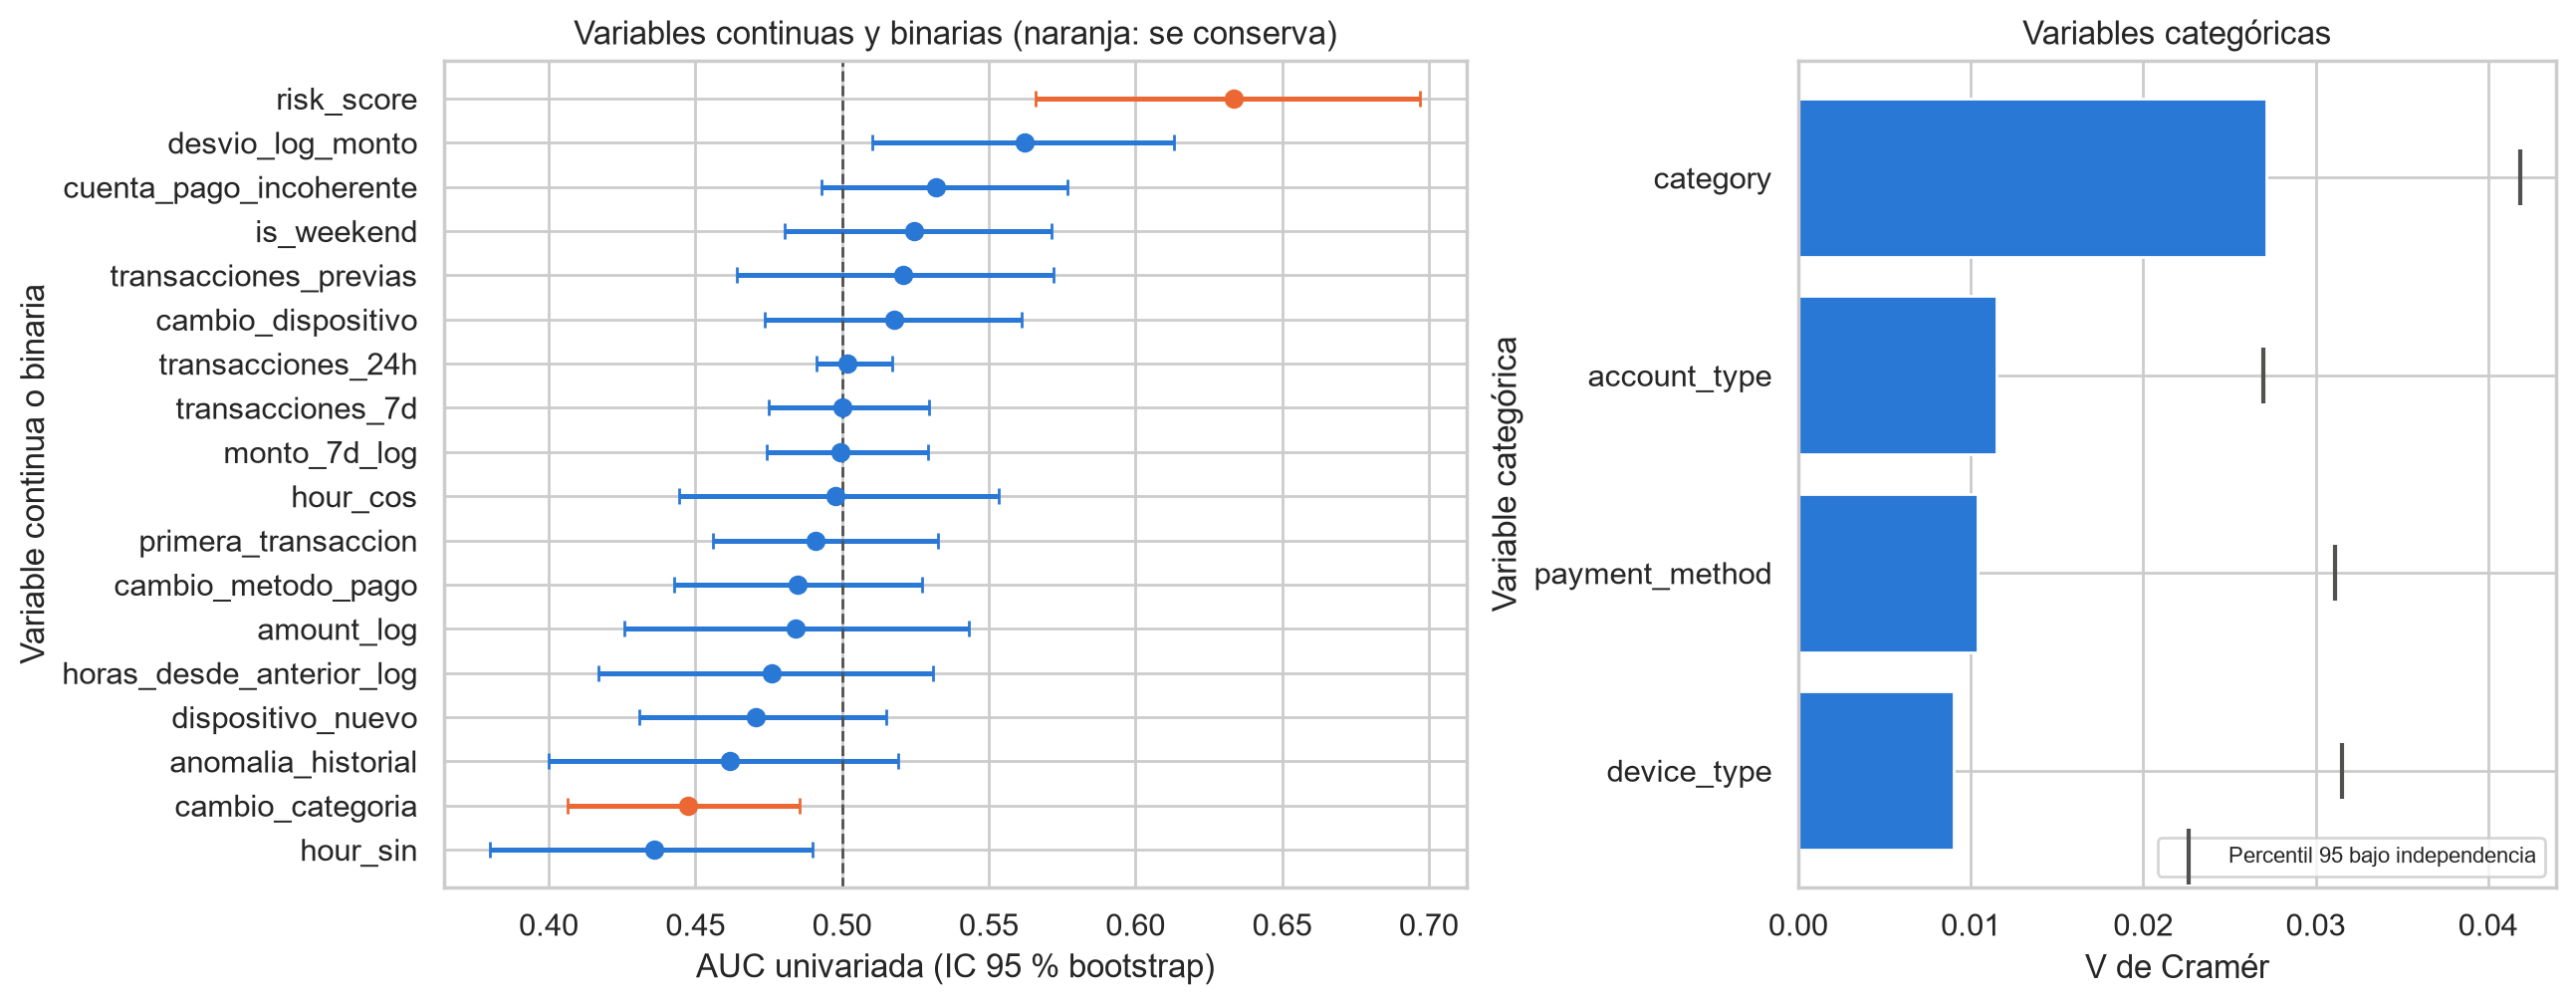 Variables continuas y binarias (naranja: se conserva)
Variable continua o binaria
risk_score
desvio_log_monto
cuenta_pago_incoherente
is_weekend
transacciones_previas
cambio_dispositivo
transacciones_24h
transacciones_7d
monto_7d_log
hour_cos
primera_transaccion
cambio_metodo_pago
amount_log
horas_desde_anterior_log
dispositivo_nuevo
anomalia_historial
cambio_categoria
hour_sin
0.40 0.45 0.50 0.55 0.60 0.65 0.70
AUC univariada (IC 95 % bootstrap)
Variables categóricas
Variable categórica
category
account_type
payment_method
device_type
Percentil 95 bajo independencia
0.00 0.01 0.02 0.03 0.04
V de Cramér